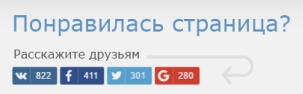 Понравилась страница?
Расскажите друзьям
822 f 411 301 G 280